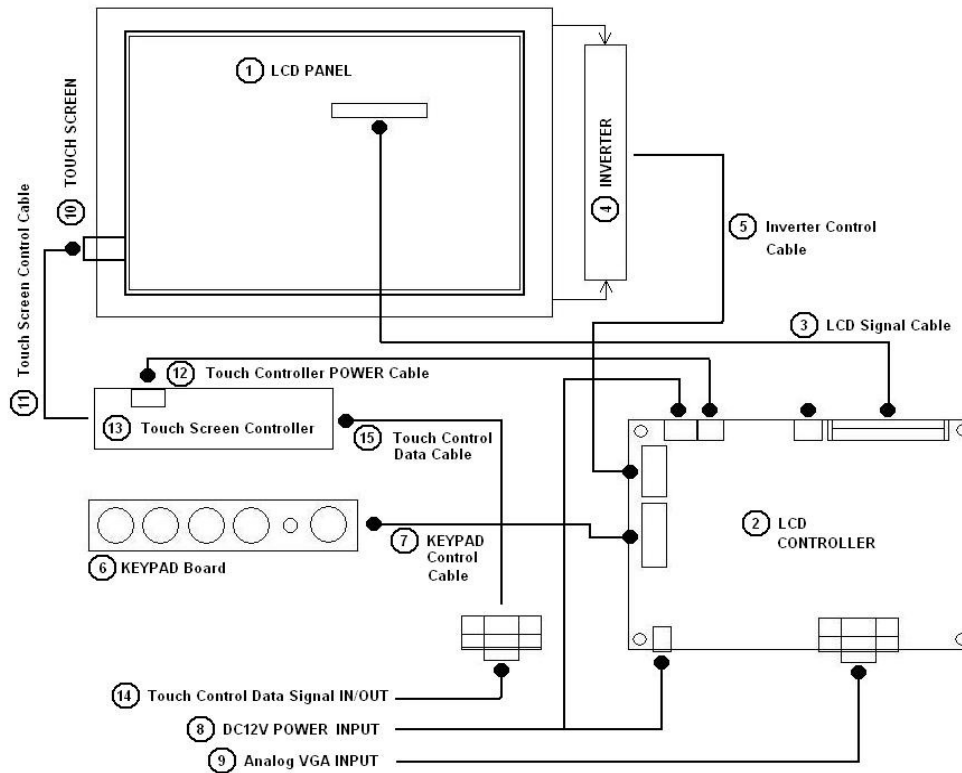 1 LCD PANEL
10 TOUCH SCREEN
11 Touch Screen Control Cable
4 INVERTER
5 Inverter Control
Cable
3 LCD Signal Cable
12 Touch Controller POWER Cable
13 Touch Screen Controller
15 Touch Control
Data Cable
2 LCD
CONTROLLER
7 KEYPAD
Control
Cable
6 KEYPAD Board
14 Touch Control Data Signal IN/OUT
8 DC12V POWER INPUT
9 Analog VGA INPUT